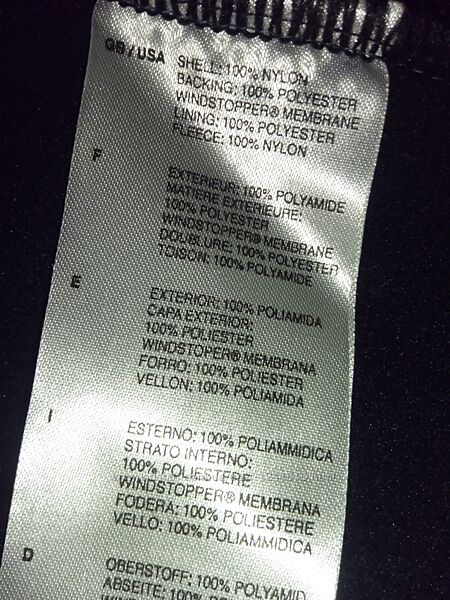 GB/USA SHELL: 100% NYLON
BACKING: 100% POLYESTER
WINDSTOPPER® MEMBRANE
LINING: 100% POLYESTER
FLEECE: 100% NYLON
F EXTERIEUR: 100% POLYAMIDE
MATIERE EXTERIEURE:
100% POLYESTER
WINDSTOPPER® MEMBRANE
DOUBLURE: 100% POLYESTER
TOISON: 100% POLYAMIDE
E EXTERIOR: 100% POLIAMIDA
CAPA EXTERIOR:
100% POLIESTER
WINDSTOPER® MEMBRANA
FORRO: 100% POLIESTER
VELLON: 100% POLIAMIDA
I ESTERNO: 100% POLIAMMIDICA
STRATO INTERNO:
100% POLIESTERE
WINDSTOPPER® MEMBRANA
FODERA: 100% POLIESTERE
VELLO: 100% POLIAMMIDICA
D OBERSTOFF: 100% POLYAMID
ABSEITE: 100%